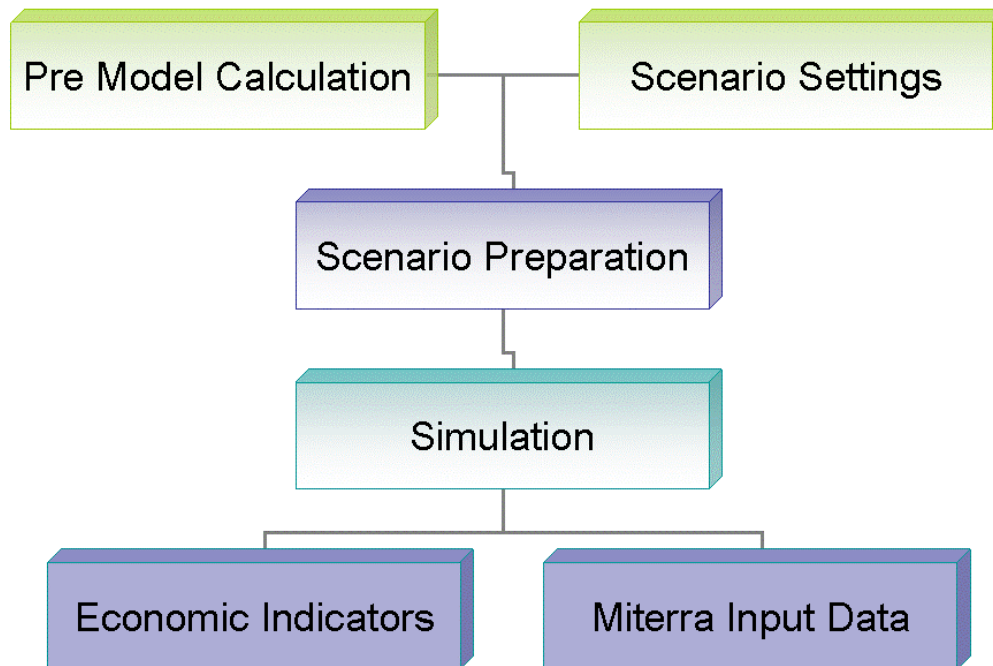 Pre Model Calculation
Scenario Settings
Scenario Preparation
Simulation
Economic Indicators
Miterra Input Data